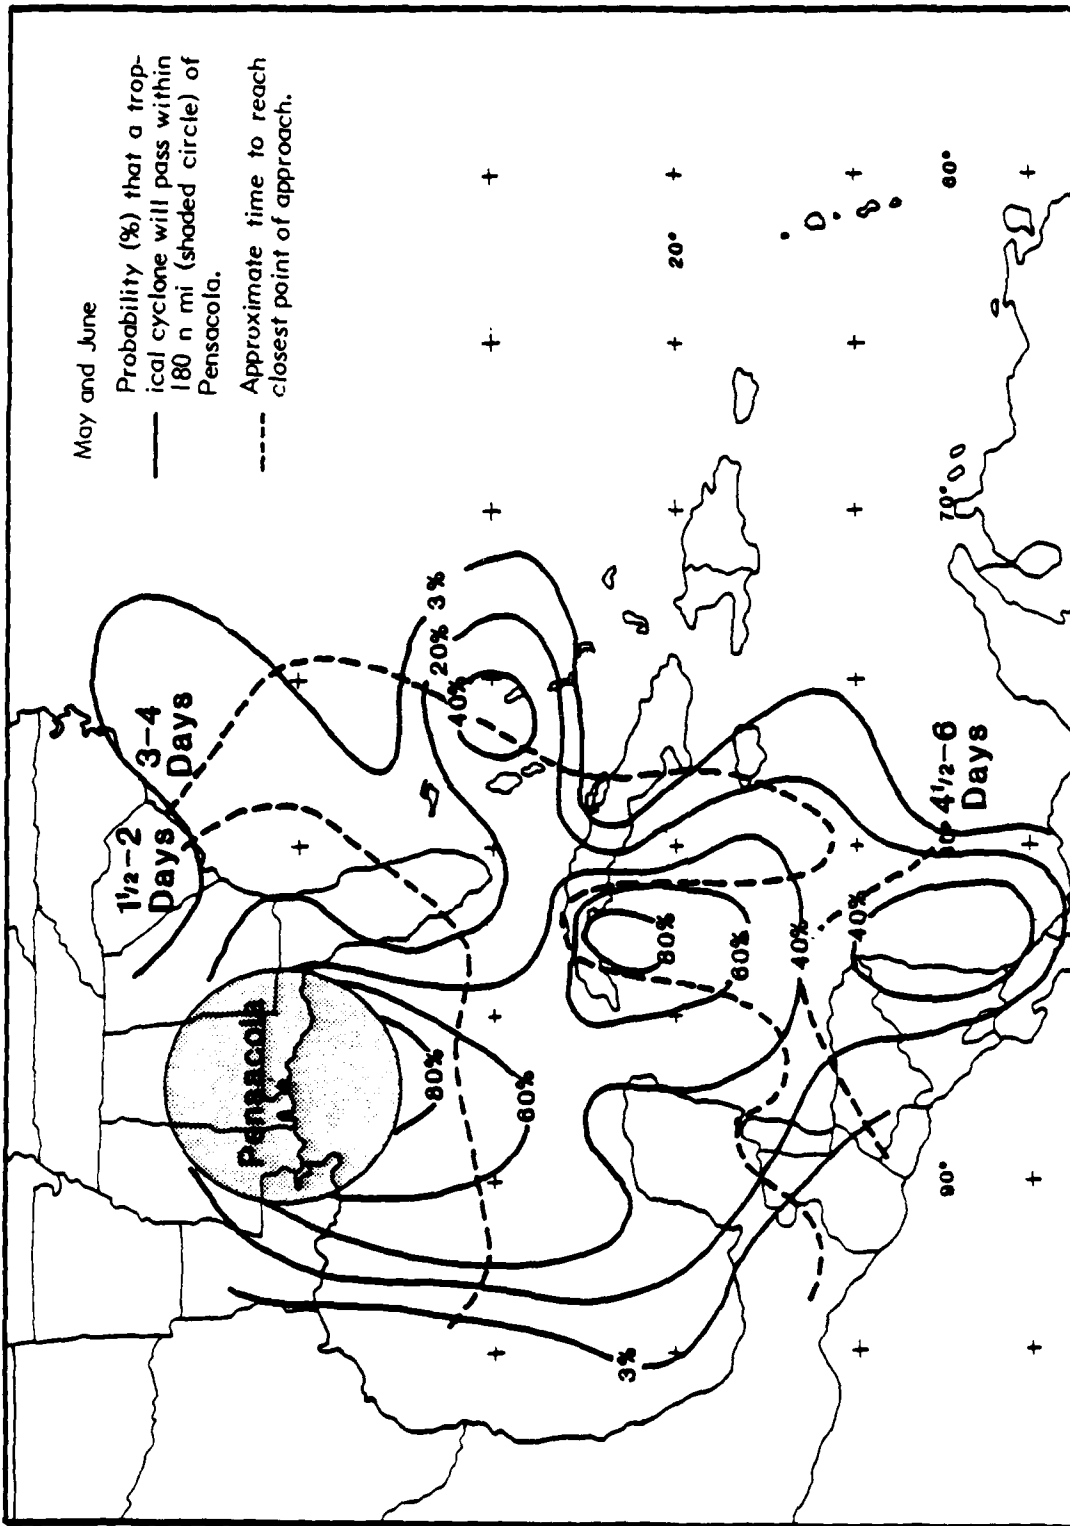 May and June
Probability (%) that a trop-
ical cyclone will pass within
180 n mi (shaded circle) of
Pensacola.
Approximate time to reach
closest point of approach.
3-4
Days
1½-2
Days
Pensacola
3%
20%
40%
80%
60%
20°
80%
60%
40%
40%
3%
4½-6
Days
90°
70°
60°